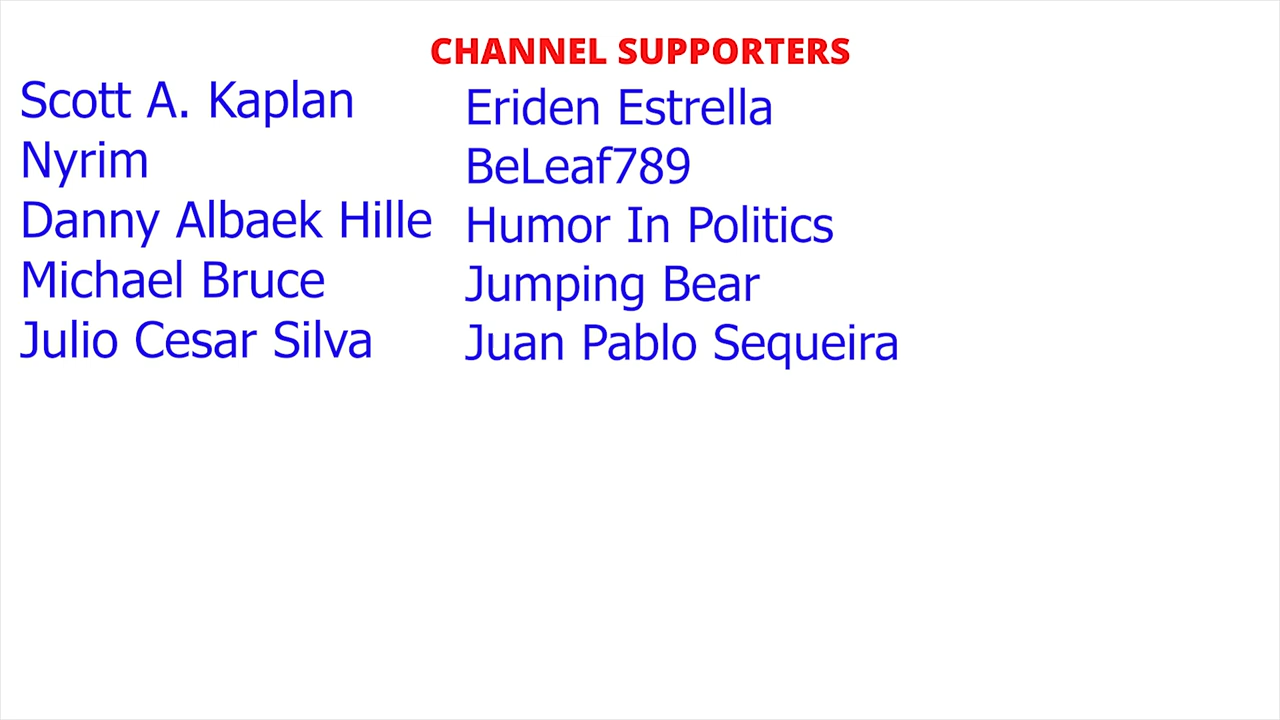 CHANNEL SUPPORTERS
Scott A. Kaplan
Nyrim
Danny Albaek Hille
Michael Bruce
Julio Cesar Silva
Eriden Estrella
BeLeaf789
Humor In Politics
Jumping Bear
Juan Pablo Sequeira